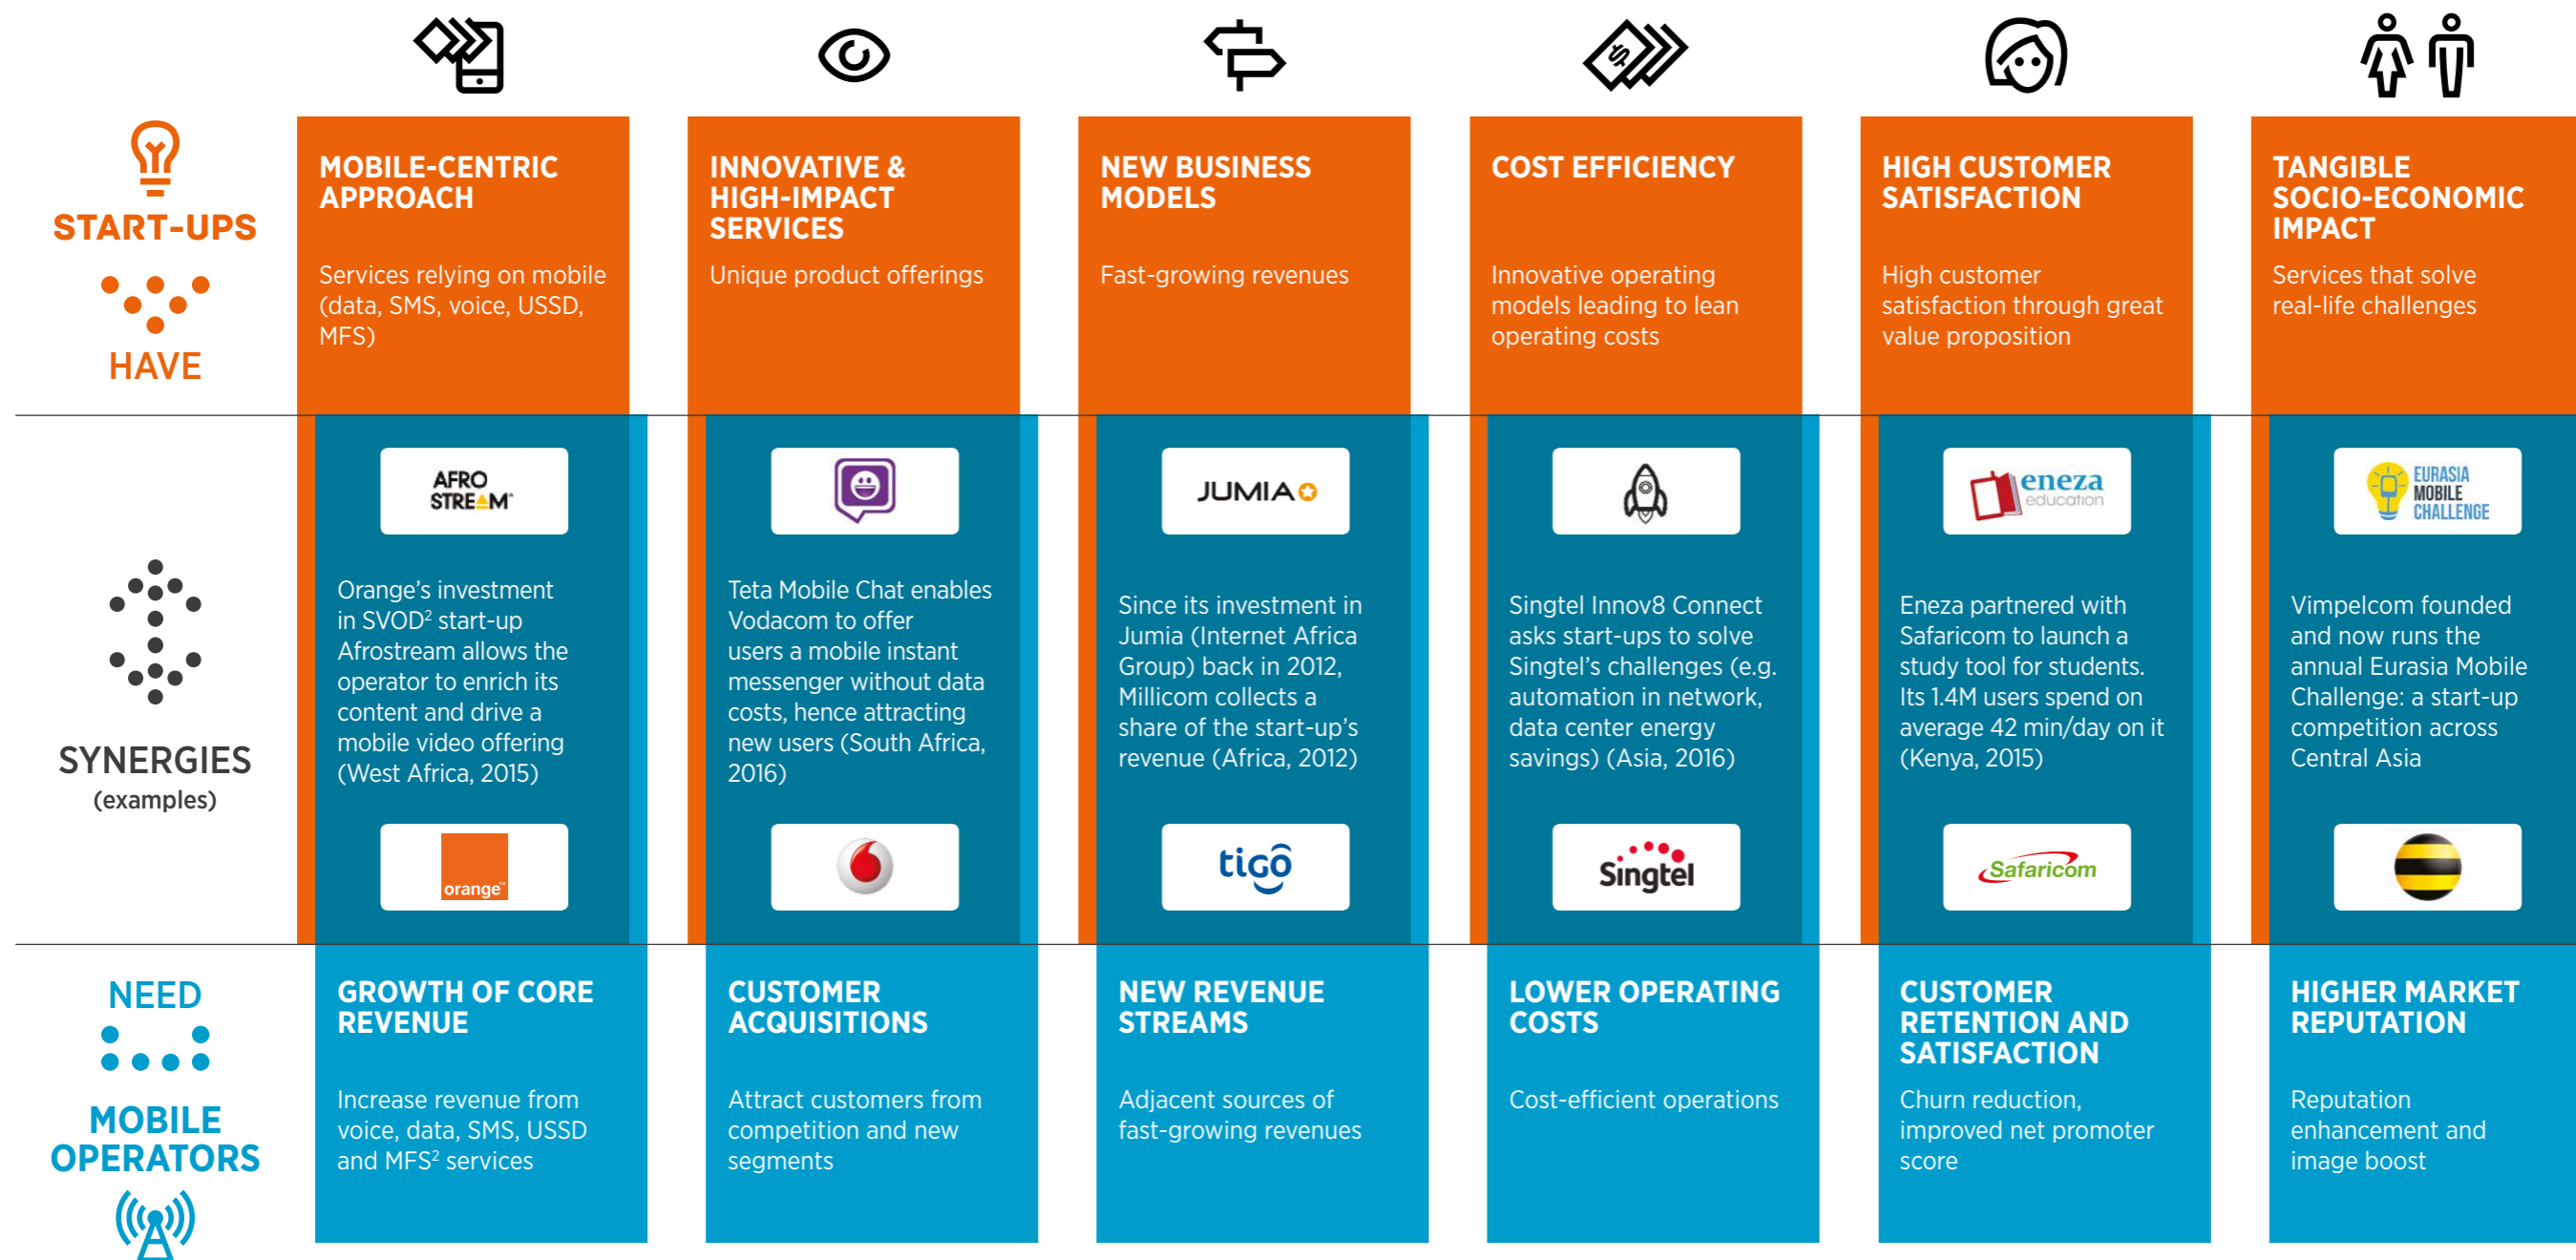 START-UPS
HAVE
MOBILE-CENTRIC
APPROACH
Services relying on mobile
(data, SMS, voice, USSD,
MFS)
INNOVATIVE &
HIGH-IMPACT
SERVICES
Unique product offerings
NEW BUSINESS
MODELS
Fast-growing revenues
COST EFFICIENCY
Innovative operating
models leading to lean
operating costs
HIGH CUSTOMER
SATISFACTION
High customer
satisfaction through great
value proposition
TANGIBLE
SOCIO-ECONOMIC
IMPACT
Services that solve
real-life challenges
SYNERGIES
(examples)
AFRO
STREAM
Orange's investment
in SVOD² start-up
Afrostream allows the
operator to enrich its
content and drive a
mobile video offering
(West Africa, 2015)
orange™
Teta Mobile Chat enables
Vodacom to offer
users a mobile instant
messenger without data
costs, hence attracting
new users (South Africa,
2016)
JUMIA
Since its investment in
Jumia (Internet Africa
Group) back in 2012,
Millicom collects a
share of the start-up's
revenue (Africa, 2012)
tigo
Singtel Innov8 Connect
asks start-ups to solve
Singtel's challenges (e.g.
automation in network,
data center energy
savings) (Asia, 2016)
Singtel
eneza
education
Eneza partnered with
Safaricom to launch a
study tool for students.
Its 1.4M users spend on
average 42 min/day on it
(Kenya, 2015)
Safaricom
EURASIA
MOBILE
CHALLENGE
Vimpelcom founded
and now runs the
annual Eurasia Mobile
Challenge: a start-up
competition across
Central Asia
NEED
MOBILE
OPERATORS
GROWTH OF CORE
REVENUE
Increase revenue from
voice, data, SMS, USSD
and MFS² services
CUSTOMER
ACQUISITIONS
Attract customers from
competition and new
segments
NEW REVENUE
STREAMS
Adjacent sources of
fast-growing revenues
LOWER OPERATING
COSTS
Cost-efficient operations
CUSTOMER
RETENTION AND
SATISFACTION
Churn reduction,
improved net promoter
score
HIGHER MARKET
REPUTATION
Reputation
enhancement and
image boost